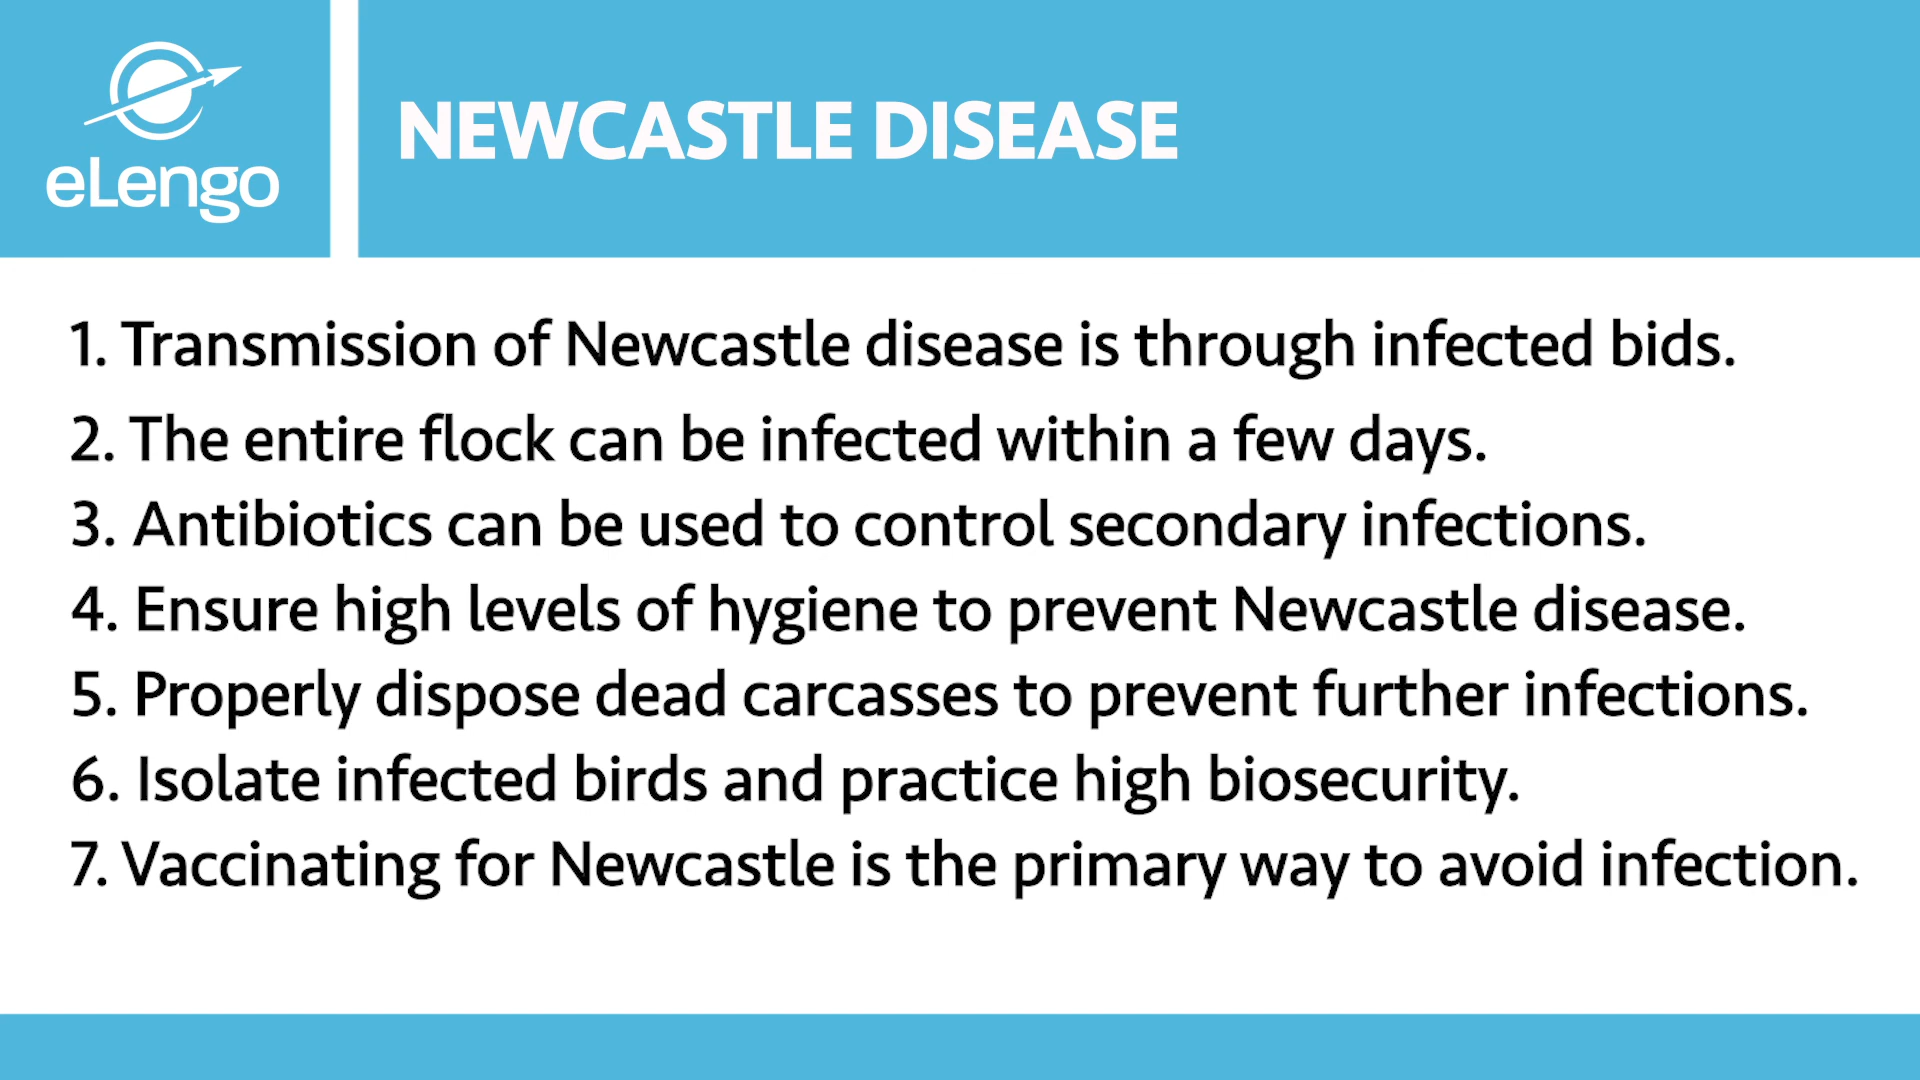 eLengo
NEWCASTLE DISEASE
1. Transmission of Newcastle disease is through infected bids.
2. The entire flock can be infected within a few days.
3. Antibiotics can be used to control secondary infections.
4. Ensure high levels of hygiene to prevent Newcastle disease.
5. Properly dispose dead carcasses to prevent further infections.
6. Isolate infected birds and practice high biosecurity.
7. Vaccinating for Newcastle is the primary way to avoid infection.